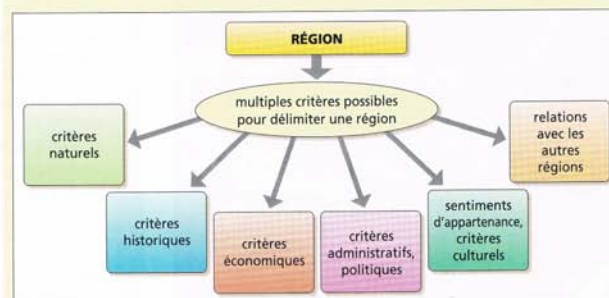 RÉGION
multiples critères possibles
pour délimiter une région
critères
naturels
critères
historiques
critères
économiques
critères
administratifs,
politiques
sentiments
d'appartenance,
critères
culturels
relations
avec les
autres
régions